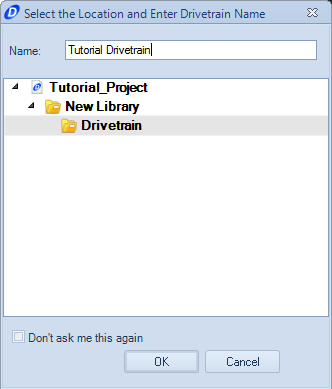 Select the Location and Enter Drivetrain Name
Name: Tutorial Drivetrain
Tutorial_Project
New Library
Drivetrain
Don't ask me this again
OK Cancel